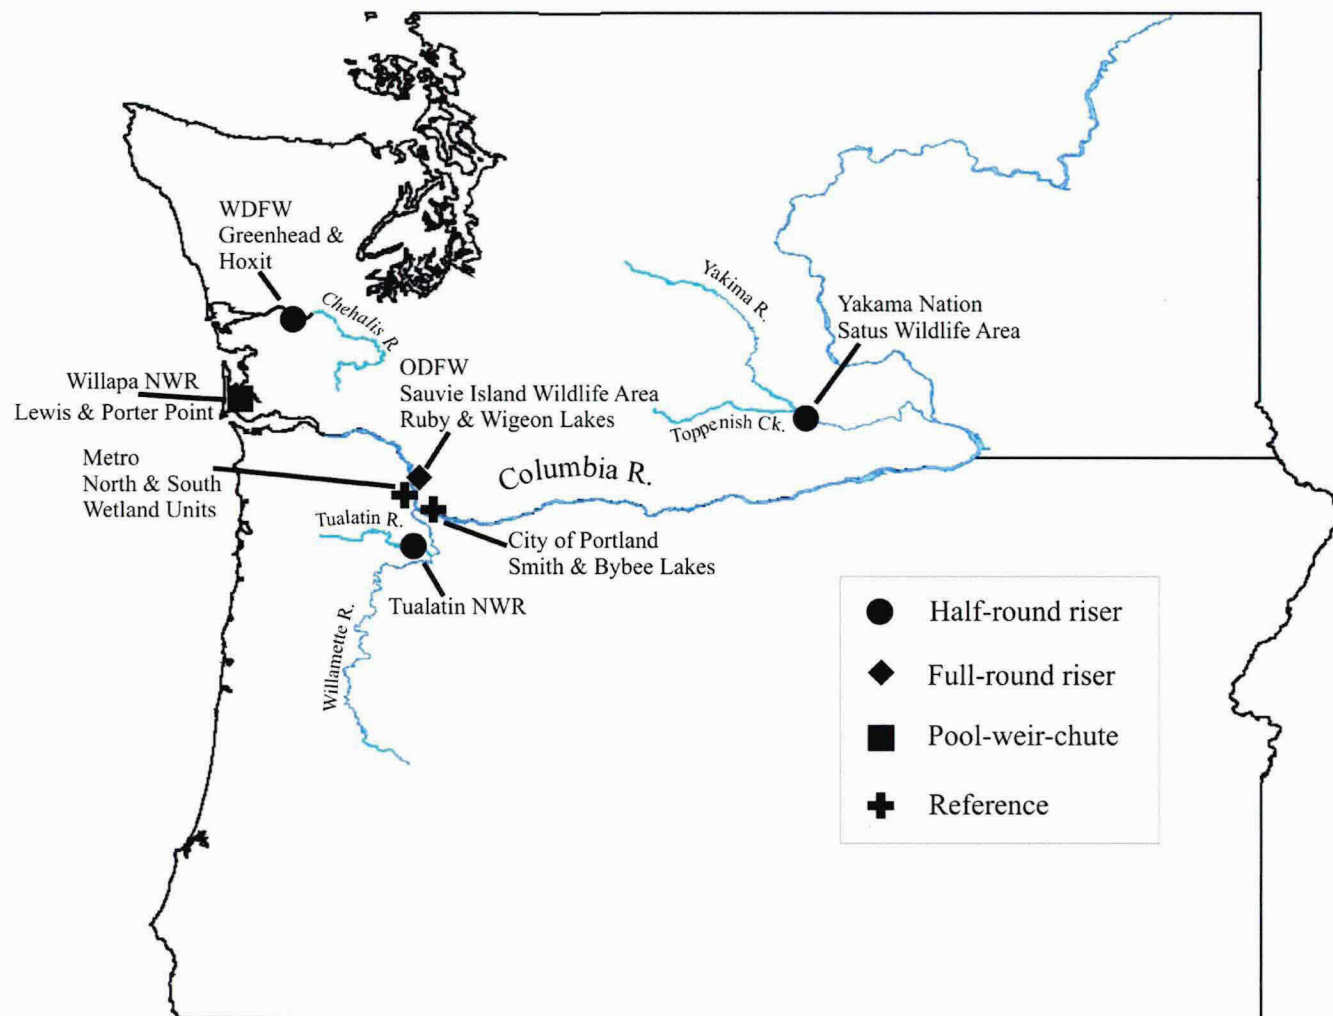 WDFW
Greenhead &
Hoxit
Chehalis R
Yakima R.
Yakama Nation
Satus Wildlife Area
Willapa NWR
Lewis & Porter Point
ODFW
Sauvie Island Wildlife Area
Ruby & Wigeon Lakes
Toppenish Ck.
Metro
North & South
Wetland Units
Columbia R.
Tualatin R.
City of Portland
Smith & Bybee Lakes
Tualatin NWR
Willamette R.
Half-round riser
Full-round riser
Pool-weir-chute
Reference